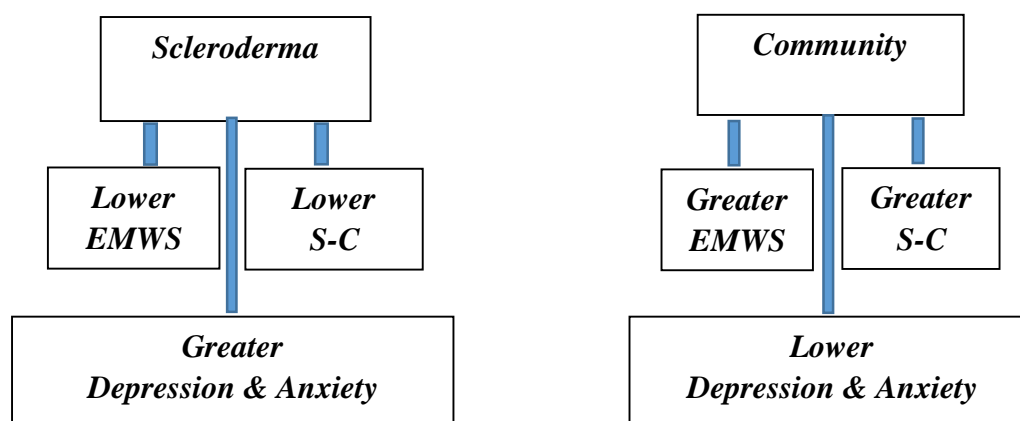 Scleroderma
Community
Lower
EMWS
Lower
S-C
Greater
EMWS
Greater
S-C
Greater
Depression & Anxiety
Lower
Depression & Anxiety